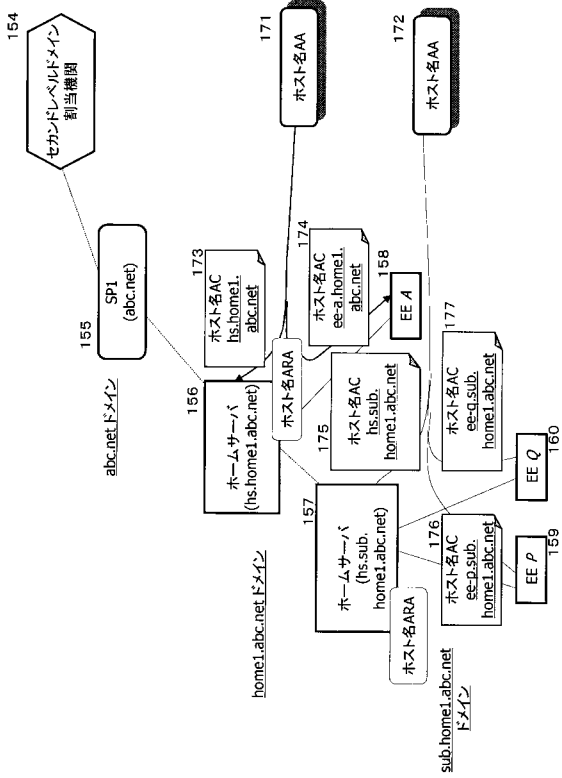 154
セカンドレベルドメイン
割当機関
155
SP1
(abc.net)
abc.net ドメイン
171
ホスト名AA
172
ホスト名AA
156
ホームサーバ
(hs.home1.abc.net)
ホスト名ARA
173
ホスト名AC
hs.home1.
abc.net
174
ホスト名AC
ee-a.home1.
abc.net
158
EE A
home1.abc.net ドメイン
157
ホームサーバ
(hs.sub.
home1.abc.net)
ホスト名ARA
175
ホスト名AC
hs.sub.
home1.abc.net
177
ホスト名AC
ee-q.sub.
home1.abc.net
160
EE Q
176
ホスト名AC
ee-p.sub.
home1.abc.net
159
EE P
sub.home1.abc.net
ドメイン